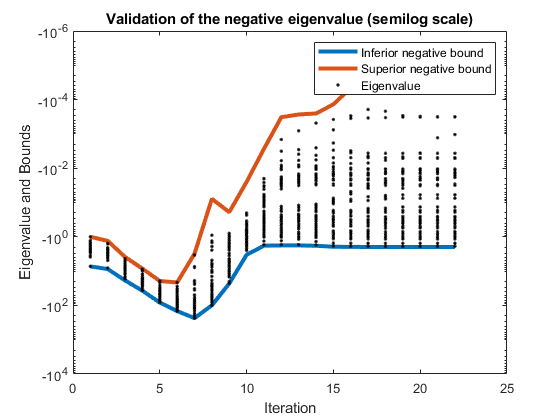 Validation of the negative eigenvalue (semilog scale)
-10^-6
-10^-4
-10^-2
-10^0
-10^2
-10^4
Eigenvalue and Bounds
Inferior negative bound
Superior negative bound
Eigenvalue
0 5 10 15 20 25
Iteration